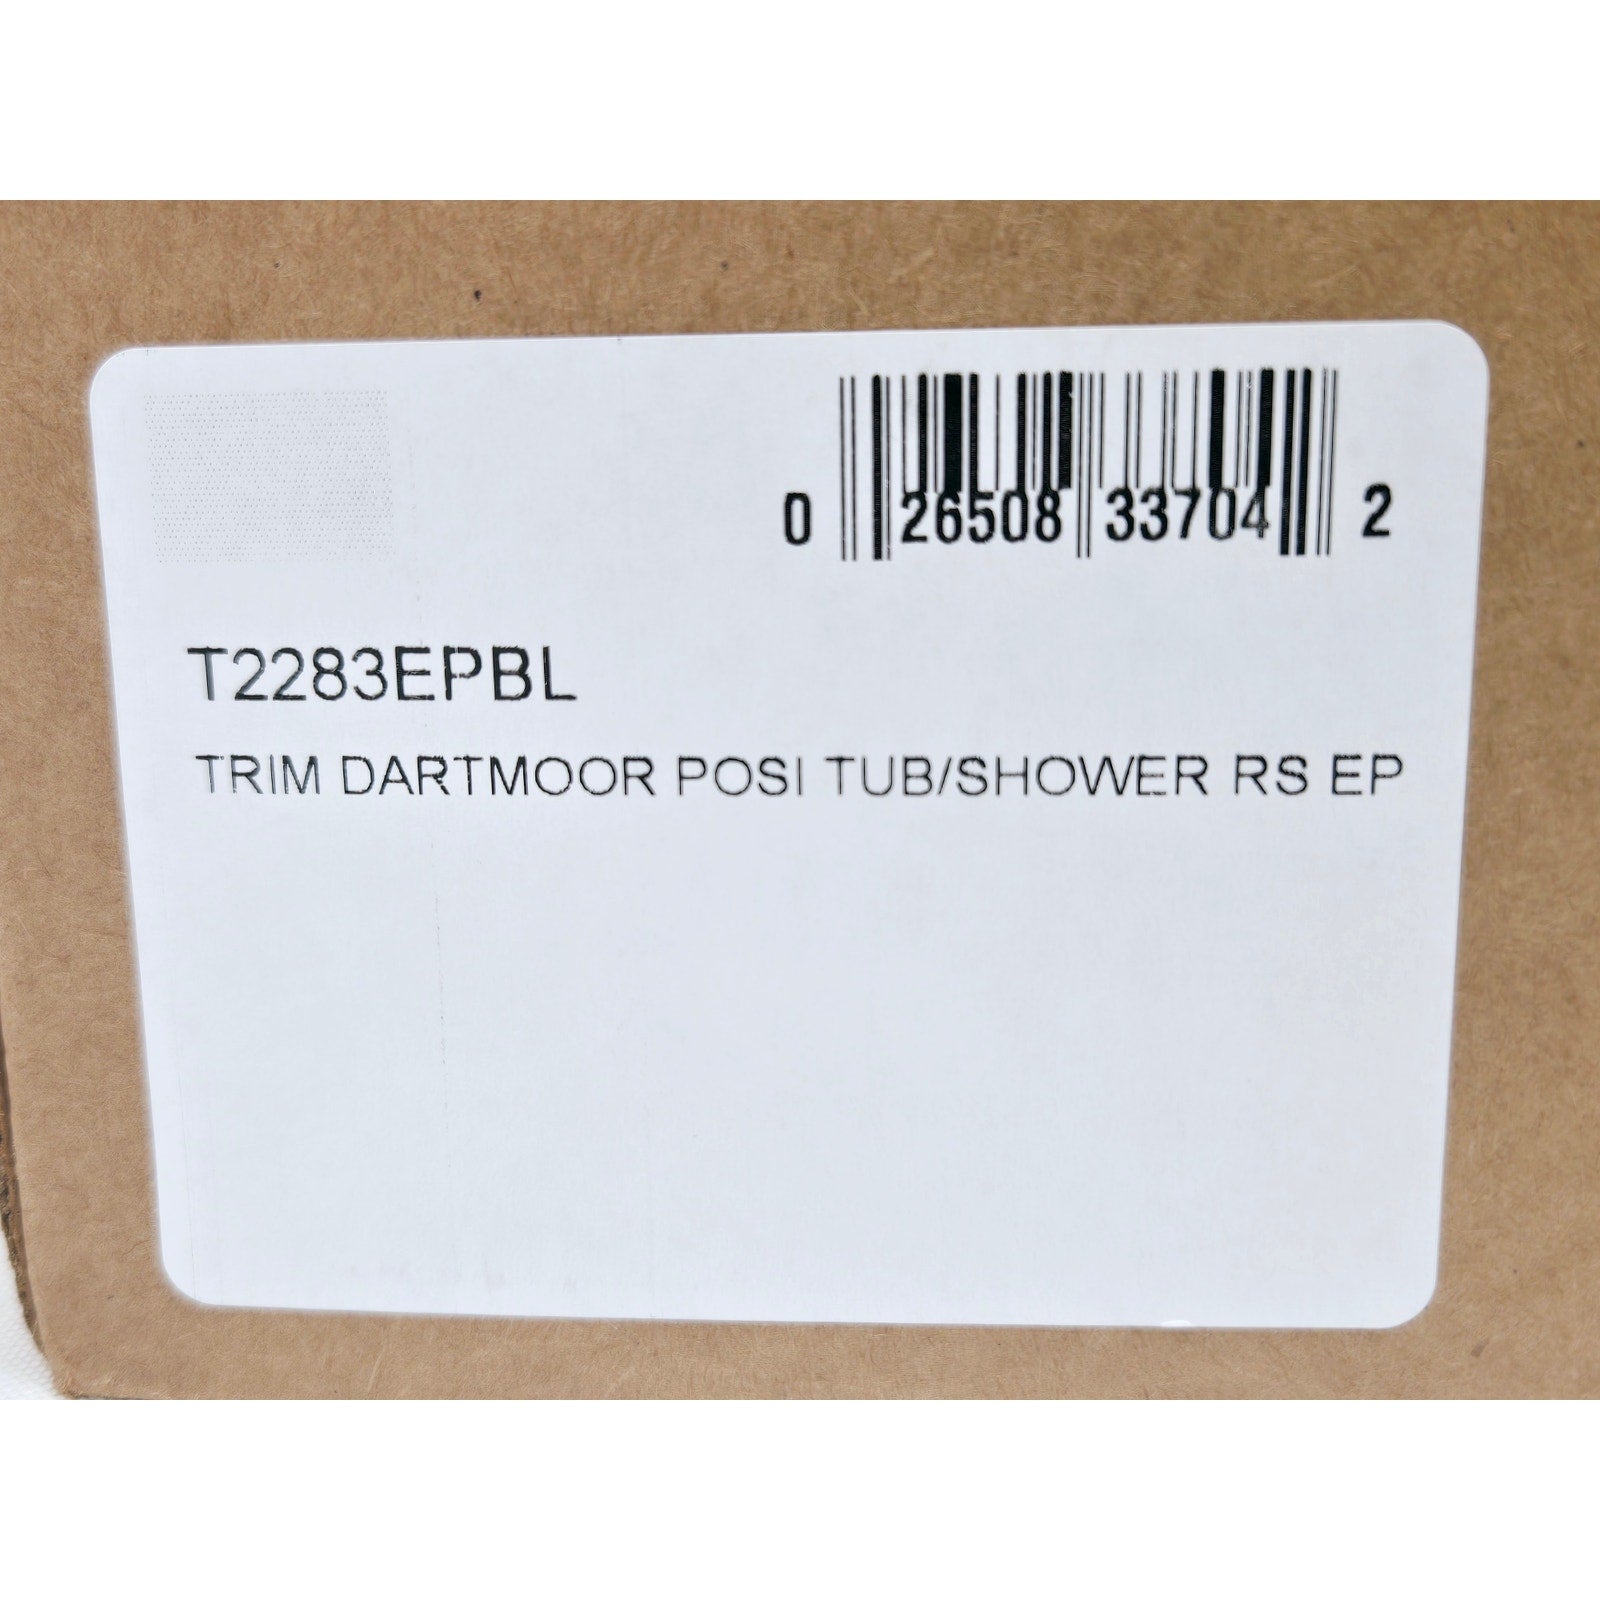 0 26508 33704 2
T2283EPBL
TRIM DARTMOOR POSI TUB/SHOWER RS EP